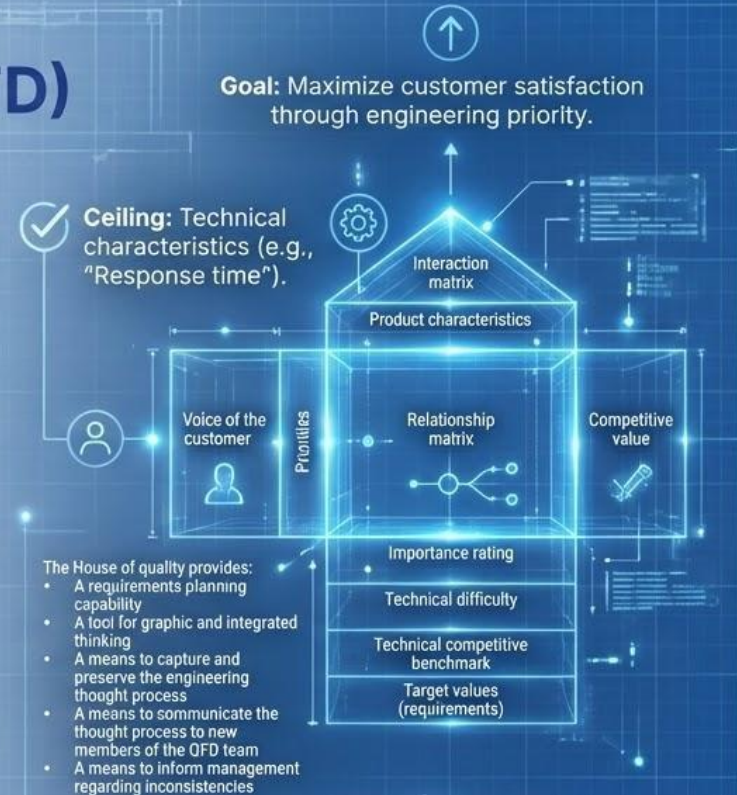 D)
Goal: Maximize customer satisfaction
through engineering priority.
Ceiling: Technical
characteristics (e.g.,
"Response time").
Interaction
matrix
Product characteristics
Voice of the
customer
Priorities
Relationship
matrix
Competitive
value
Importance rating
Technical difficulty
Technical competitive
benchmark
Target values
(requirements)
The House of quality provides:
• A requirements planning
capability
• A tool for graphic and integrated
thinking
• A means to capture and
preserve the engineering
thought process
• A means to sommunicate the
thought process to new
members of the QFD team
• A means to inform management
regarding inconsistencies